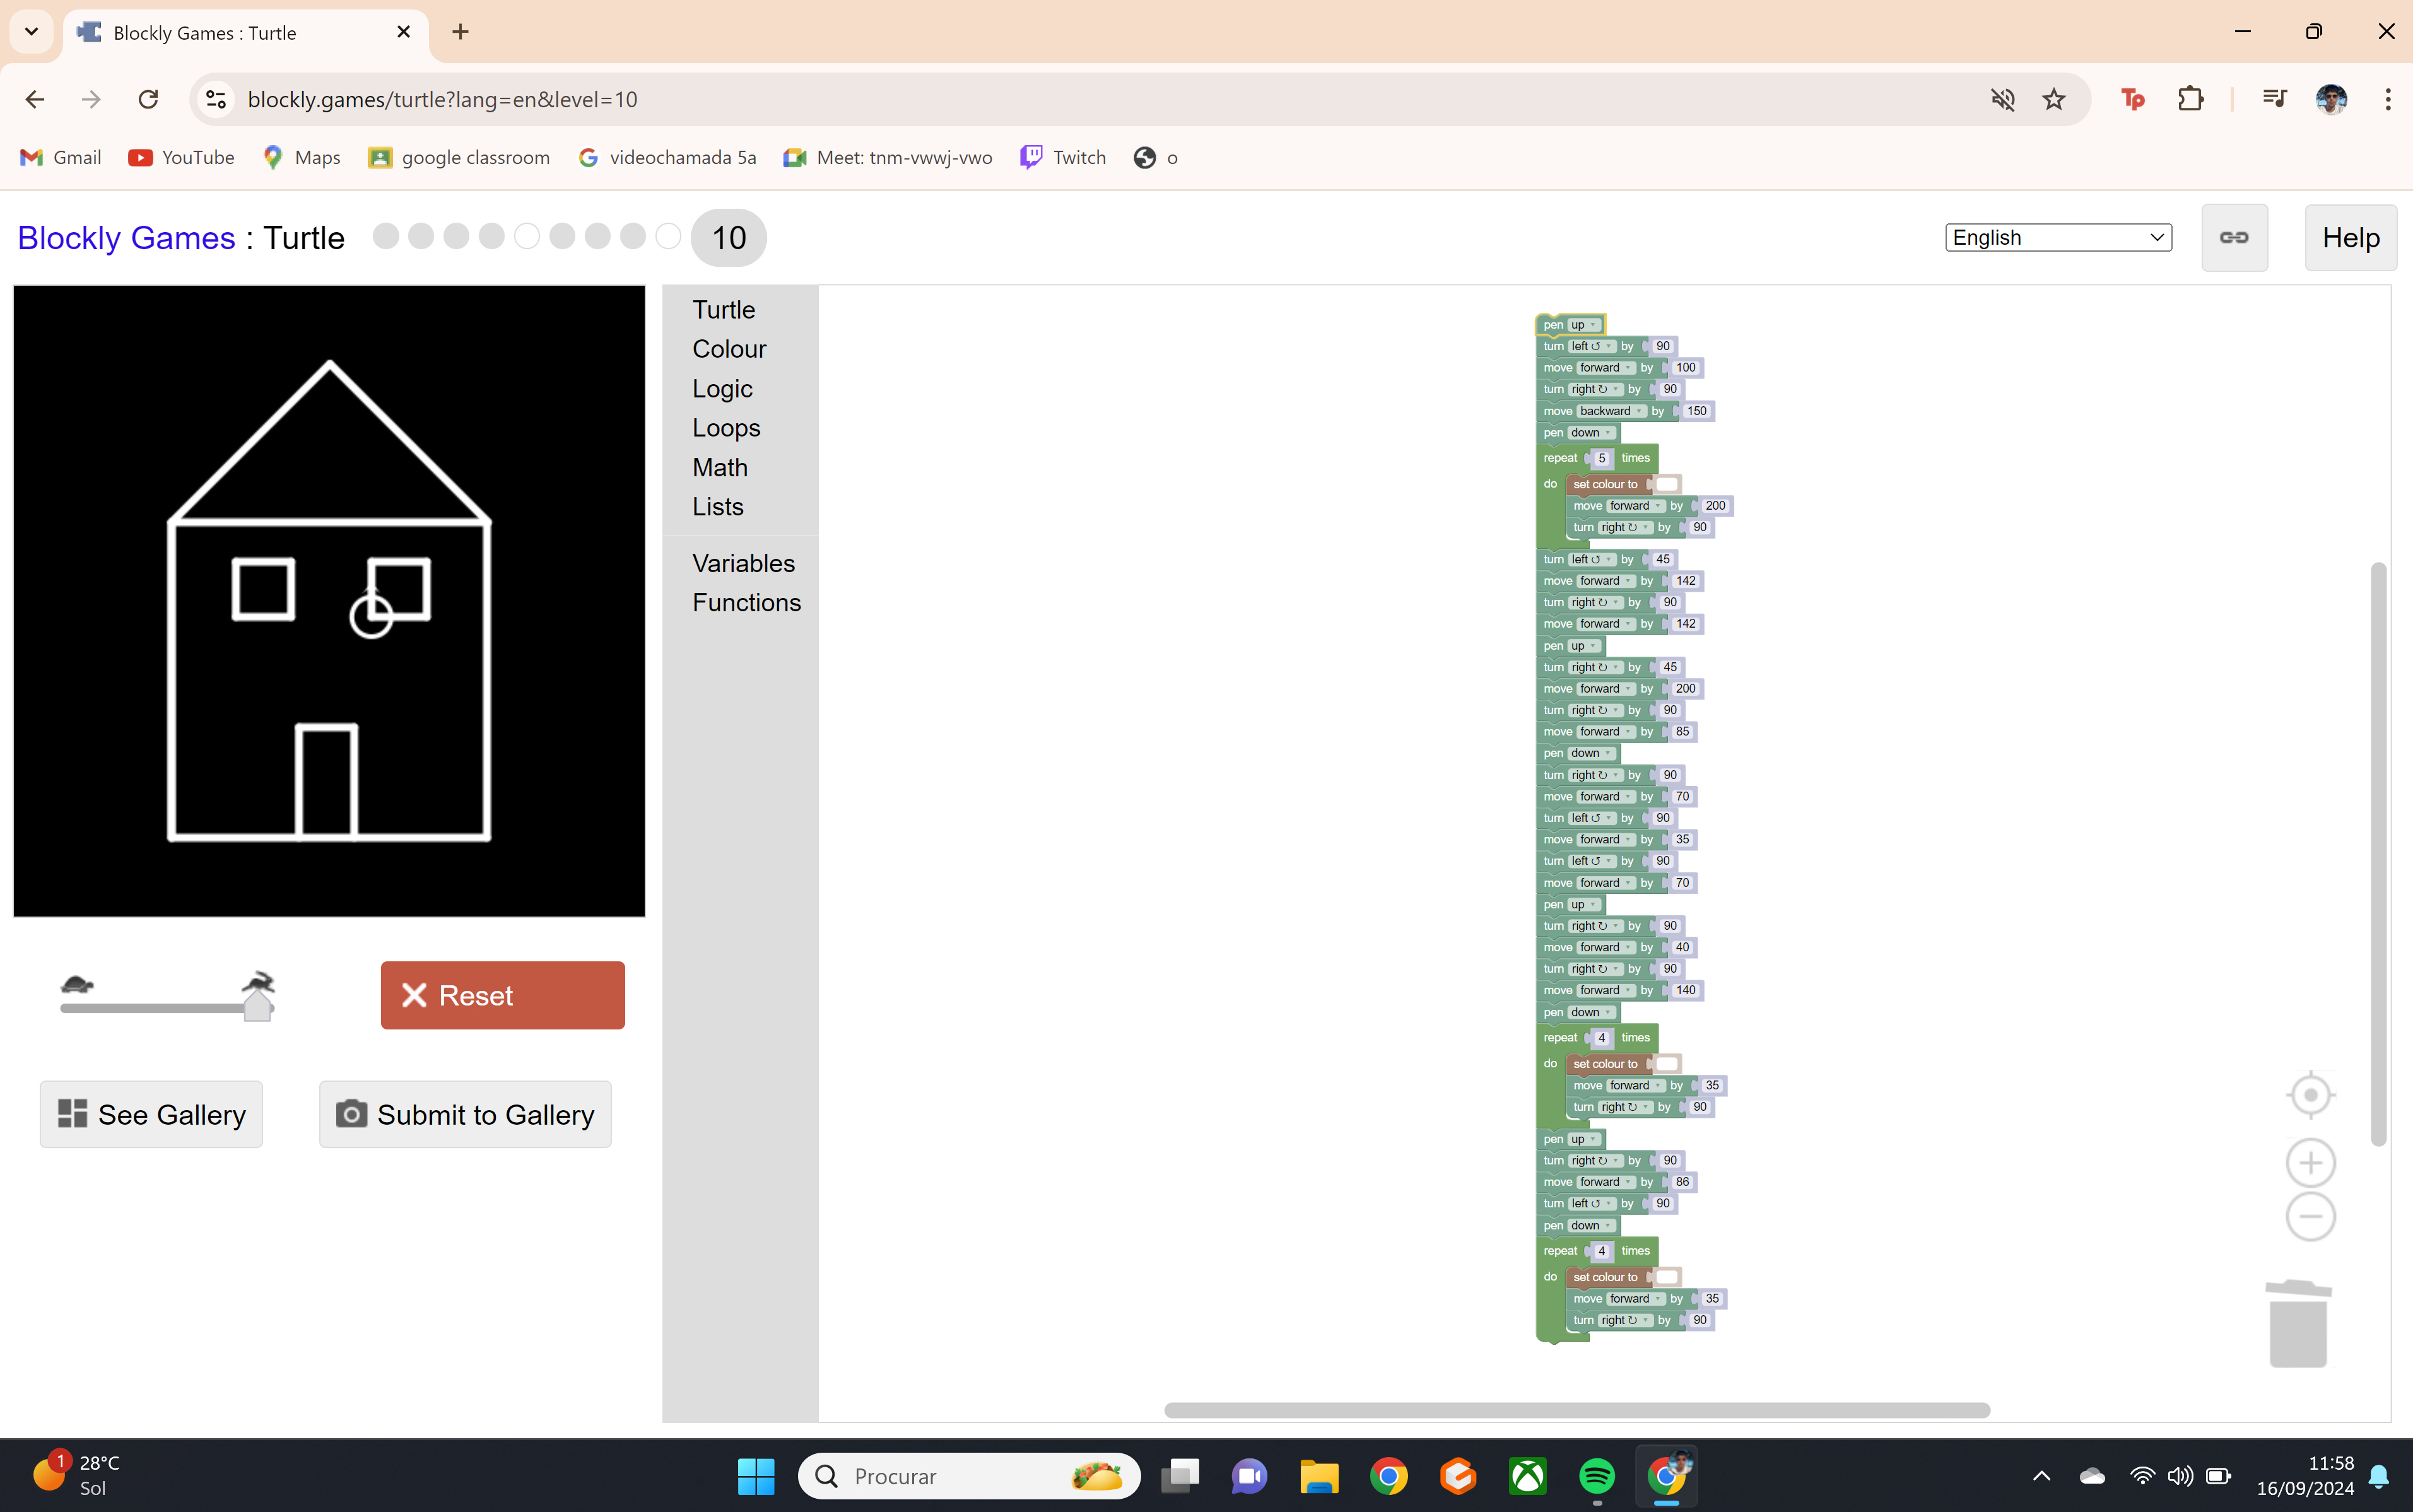 Blockly Games : Turtle
blockly.games/turtle?lang=en&level=10
Gmail YouTube Maps google classroom videochamada 5a Meet: tnm-vwwj-vwo Twitch o
Blockly Games : Turtle 10 English Help
Turtle
Colour
Logic
Loops
Math
Lists
Variables
Functions
pen up
turn left ↺ by 90
move forward by 100
turn right ↻ by 90
move backward by 150
pen down
repeat 5 times
do set colour to
move forward by 200
turn right ↻ by 90
turn left ↺ by 45
move forward by 142
turn right ↻ by 90
move forward by 142
pen up
turn right ↻ by 45
move forward by 200
turn right ↻ by 90
move forward by 85
pen down
turn right ↻ by 90
move forward by 70
turn left ↺ by 90
move forward by 35
turn left ↺ by 90
move forward by 70
pen up
turn right ↻ by 90
move forward by 40
turn right ↻ by 90
move forward by 140
pen down
repeat 4 times
do set colour to
move forward by 35
turn right ↻ by 90
pen up
turn right ↻ by 90
move forward by 86
turn left ↺ by 90
pen down
repeat 4 times
do set colour to
move forward by 35
turn right ↻ by 90
Reset
See Gallery Submit to Gallery
1 28°C
Sol
Procurar
11:58
16/09/2024